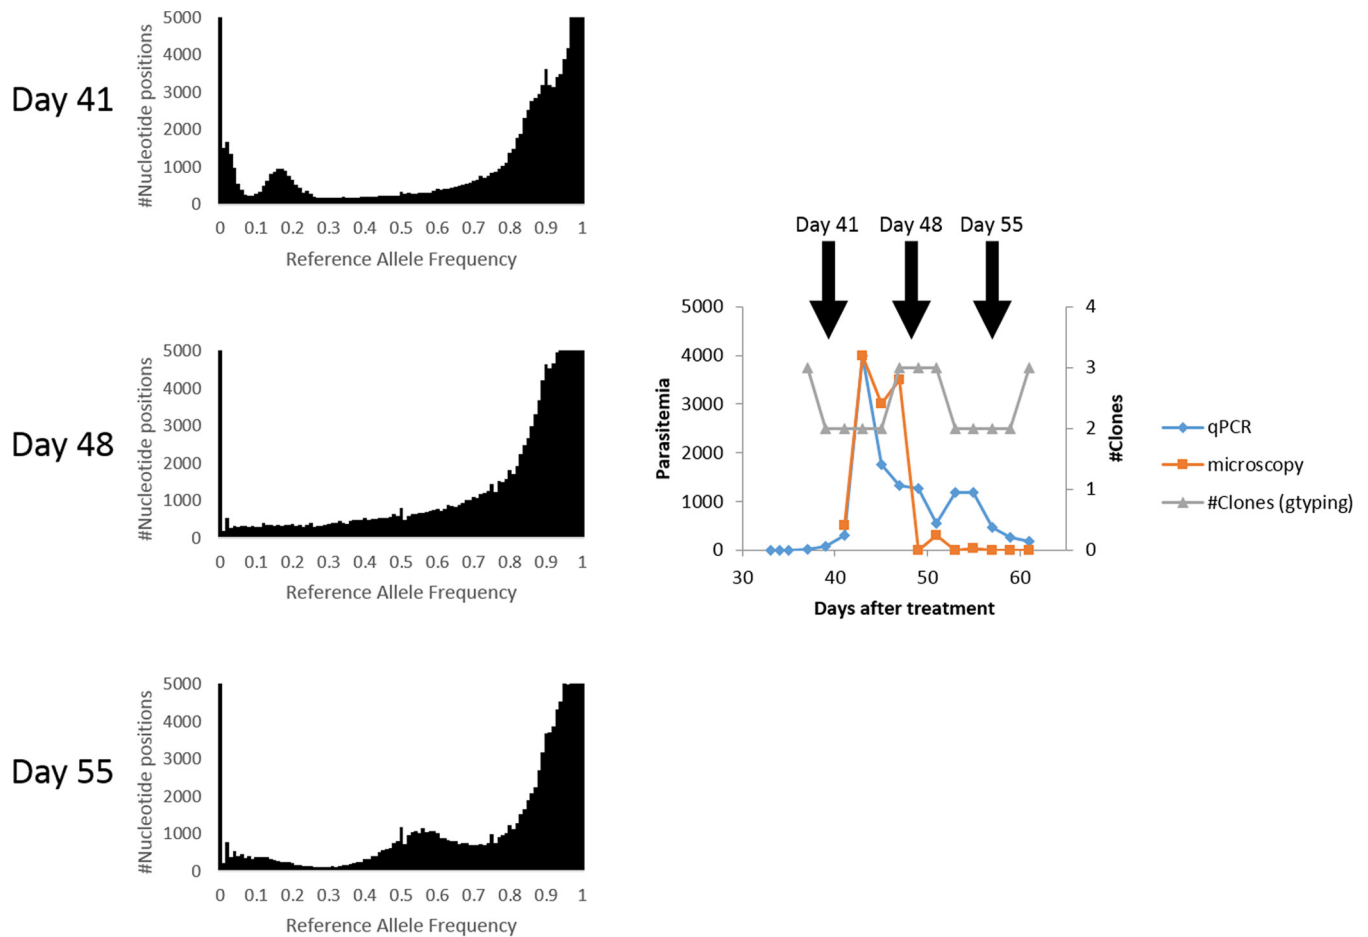 Day 41
#Nucleotide positions
5000
4000
3000
2000
1000
0
0 0.1 0.2 0.3 0.4 0.5 0.6 0.7 0.8 0.9 1
Reference Allele Frequency
Day 48
#Nucleotide positions
5000
4000
3000
2000
1000
0
0 0.1 0.2 0.3 0.4 0.5 0.6 0.7 0.8 0.9 1
Reference Allele Frequency
Day 55
#Nucleotide positions
5000
4000
3000
2000
1000
0
0 0.1 0.2 0.3 0.4 0.5 0.6 0.7 0.8 0.9 1
Reference Allele Frequency
Day 41 Day 48 Day 55
Parasitemia
5000
4000
3000
2000
1000
0
30 40 50 60
Days after treatment
4
3
2
1
0
#Clones
qPCR
microscopy
#Clones (gtyping)